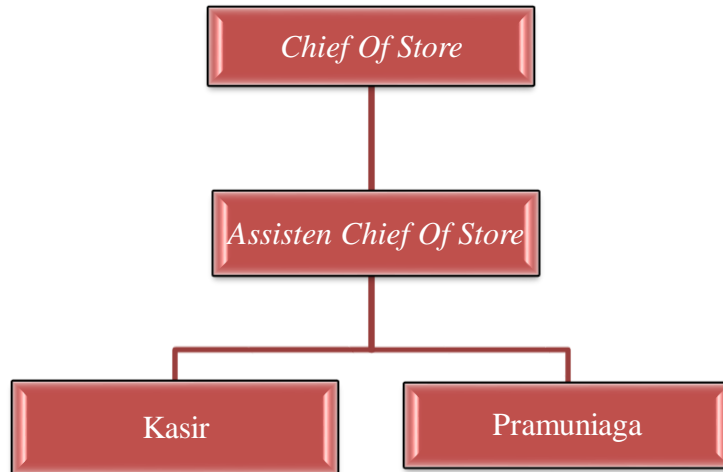 Chief Of Store
Assisten Chief Of Store
Kasir
Pramuniaga